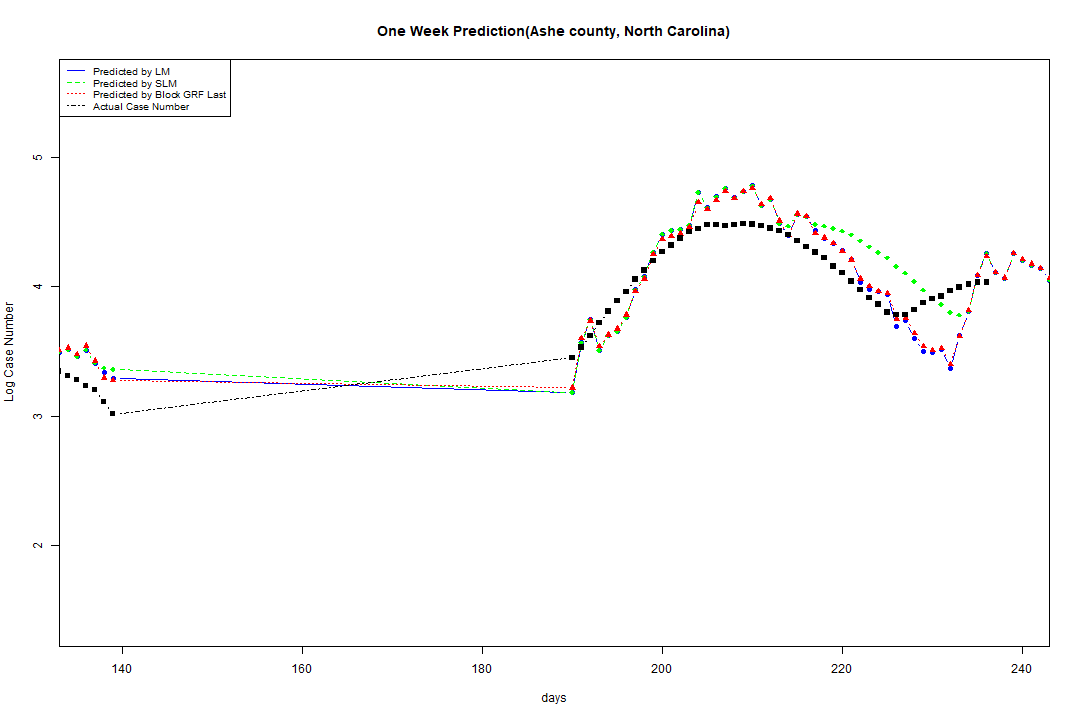 One Week Prediction(Ashe county, North Carolina)
Predicted by LM
Predicted by SLM
Predicted by Block GRF Last
Actual Case Number
5
4
3
2
Log Case Number
140 160 180 200 220 240
days